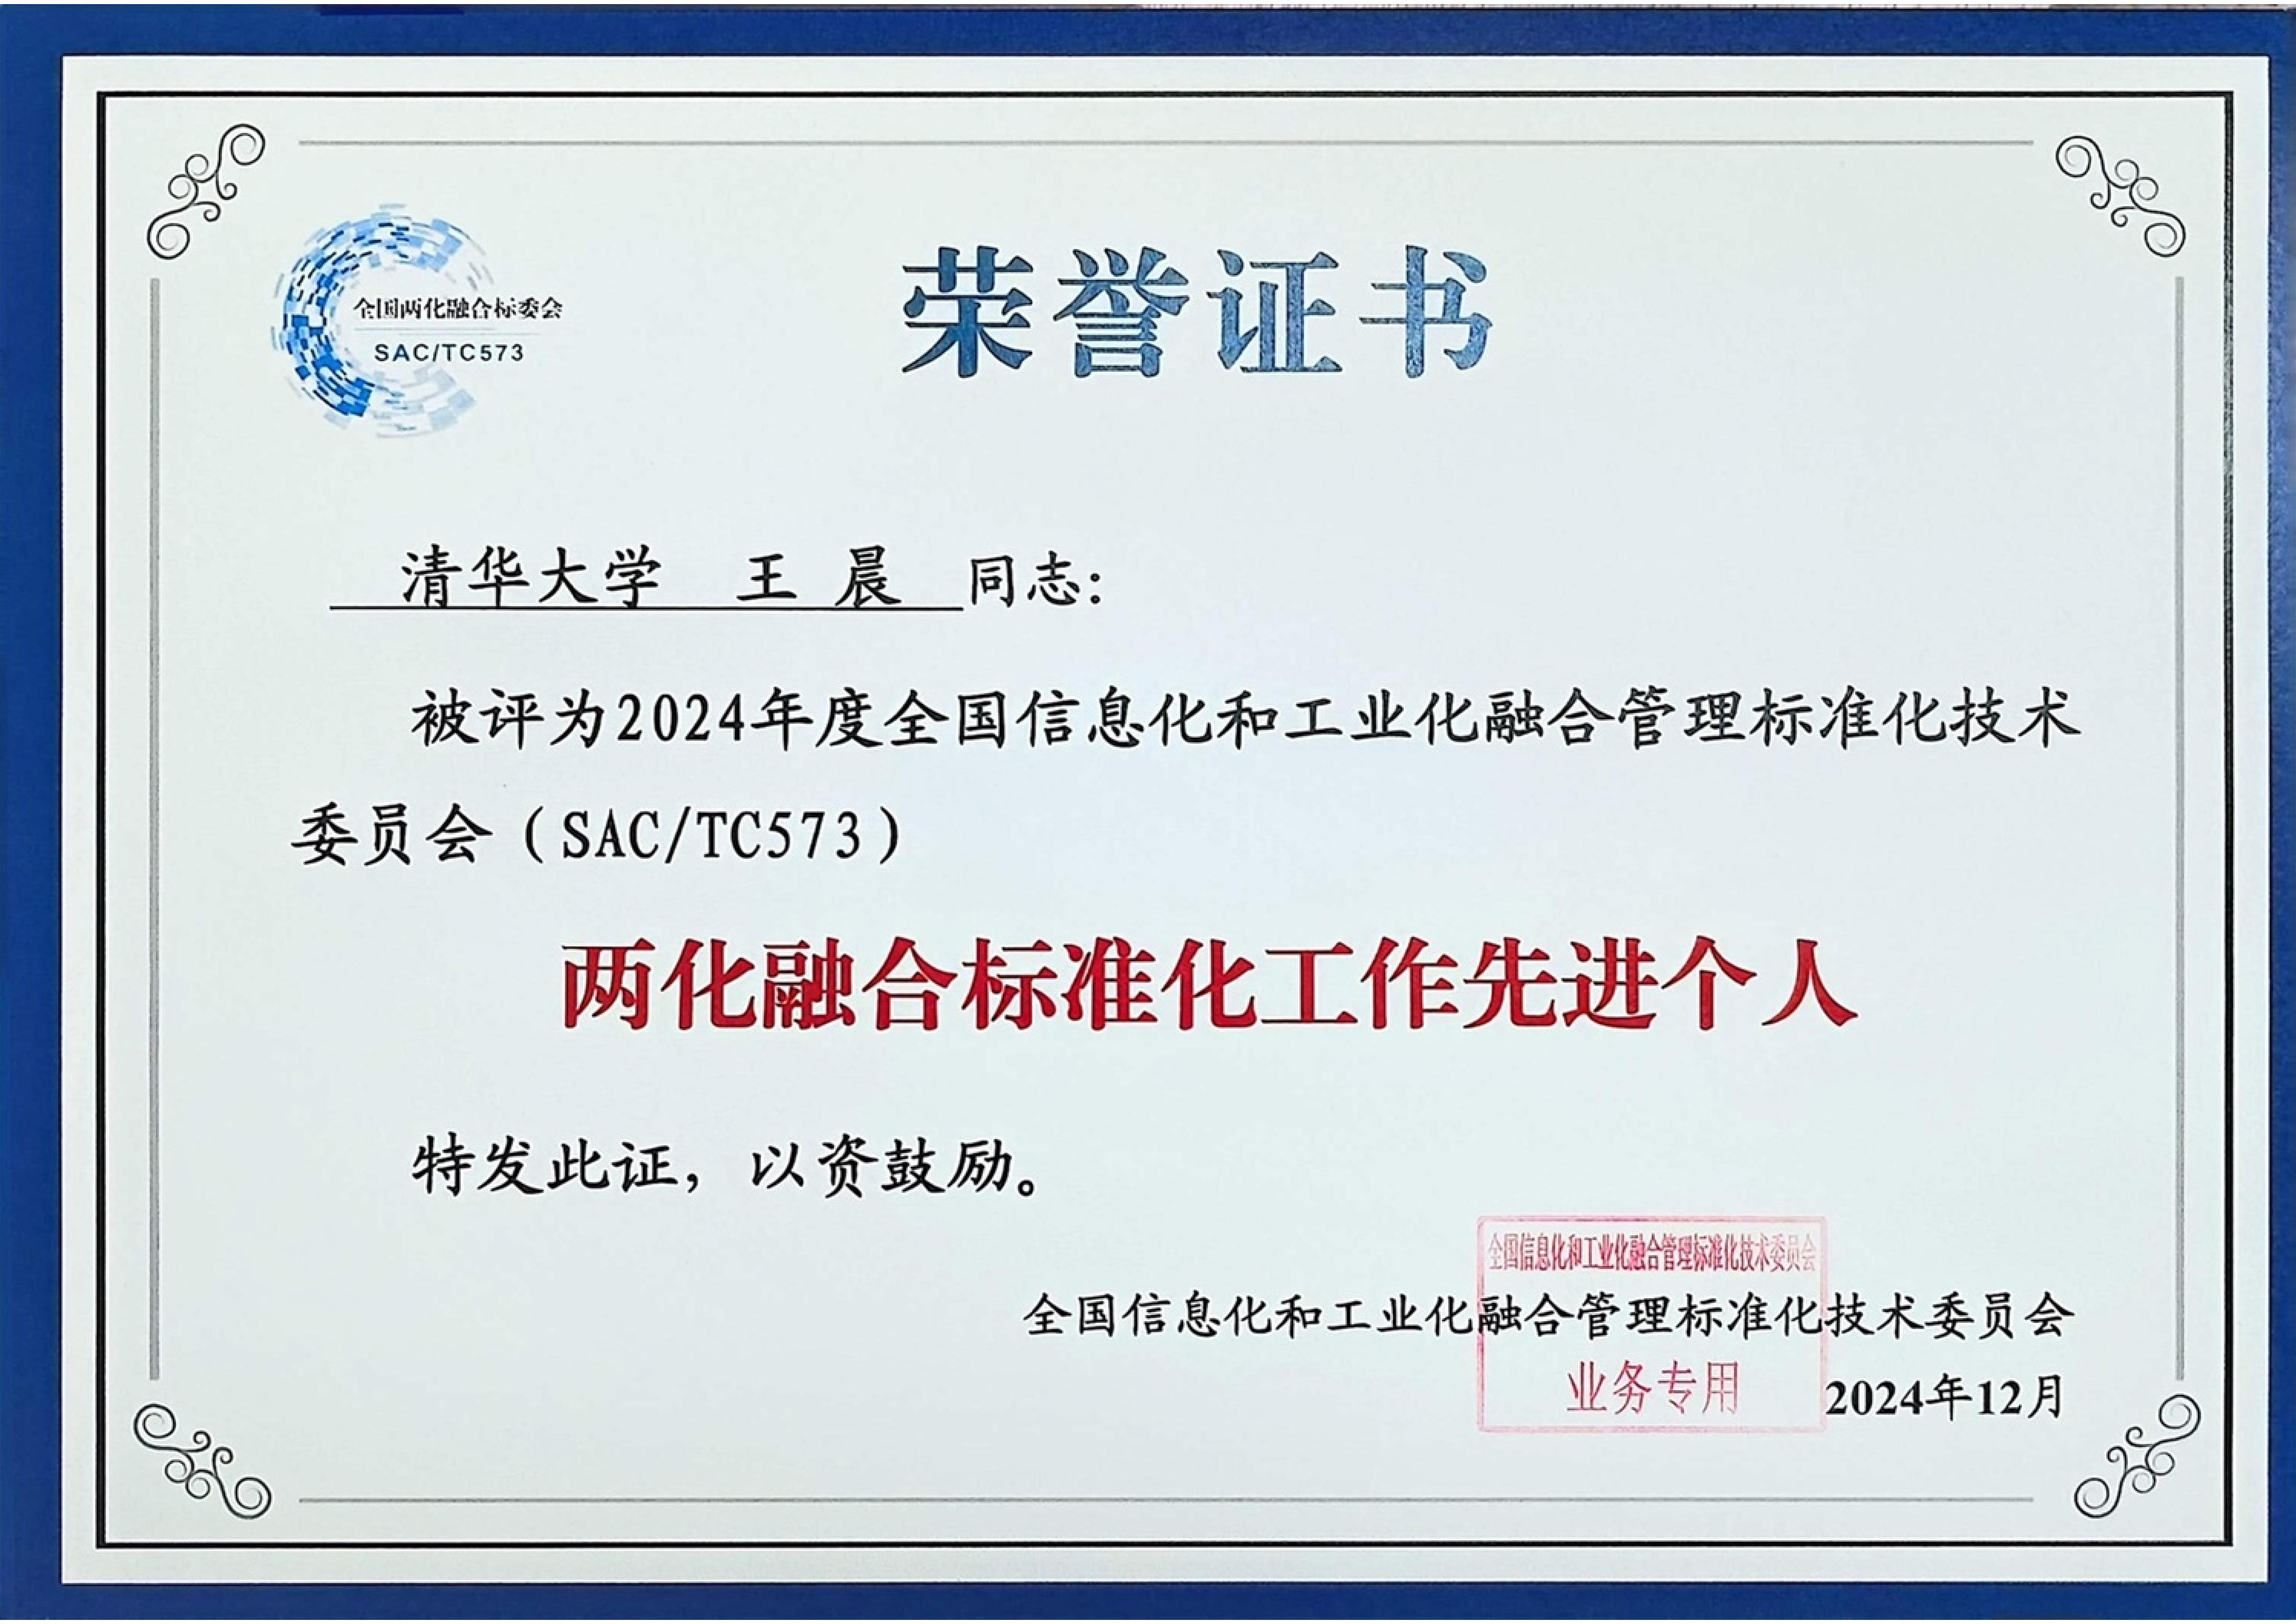 全国两化融合标委会
SAC/TC573
荣誉证书
清华大学 王晨 同志：
被评为2024年度全国信息化和工业化融合管理标准化技术
委员会（SAC/TC573）
两化融合标准化工作先进个人
特发此证，以资鼓励。
全国信息化和工业化融合管理标准化技术委员会
全国信息化和工业化融合管理标准化技术委员会
业务专用
2024年12月